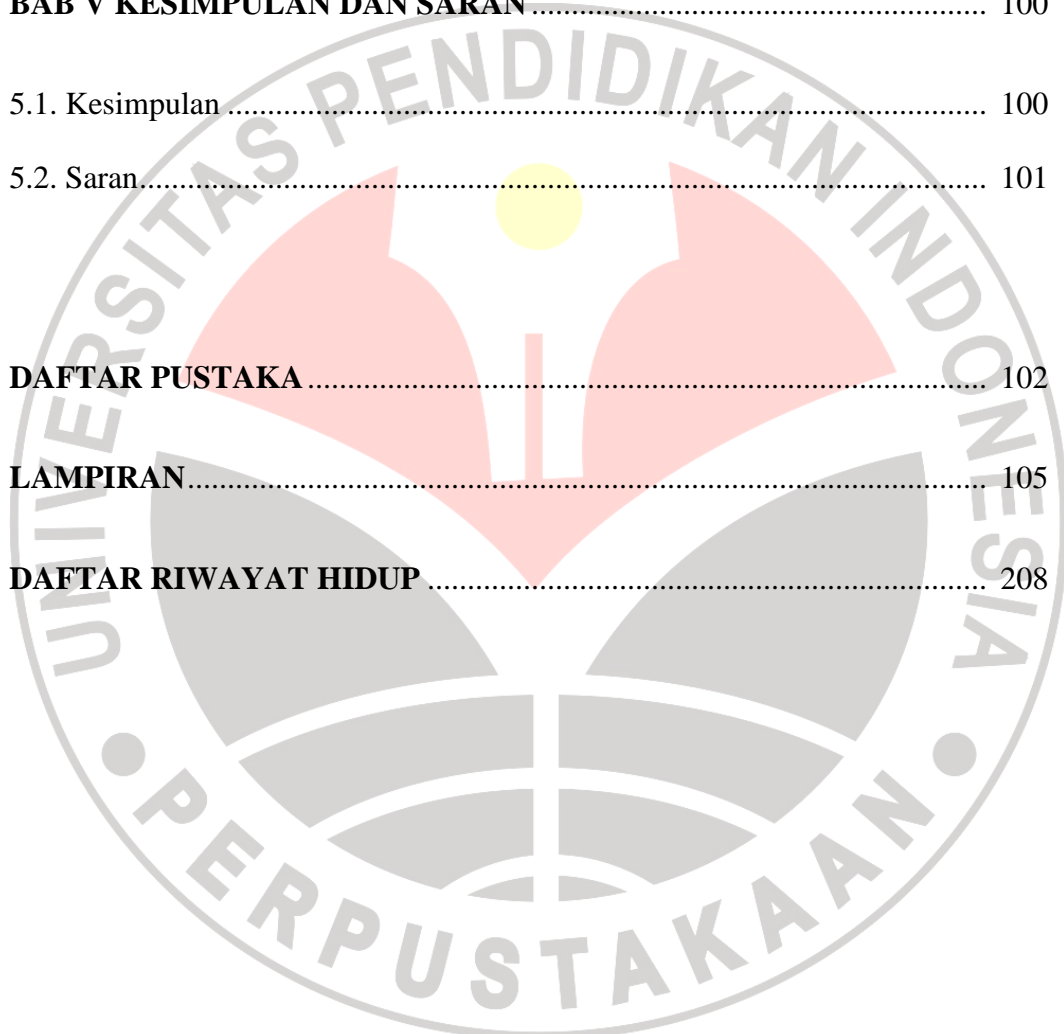 BAB V KESIMPULAN DAN SARAN ........................................................ 100
5.1. Kesimpulan ............................................................................................... 100
5.2. Saran.......................................................................................................... 101
DAFTAR PUSTAKA ..................................................................................... 102
LAMPIRAN.................................................................................................... 105
DAFTAR RIWAYAT HIDUP ...................................................................... 208
UNIVERSITAS PENDIDIKAN INDONESIA
PERPUSTAKAAN